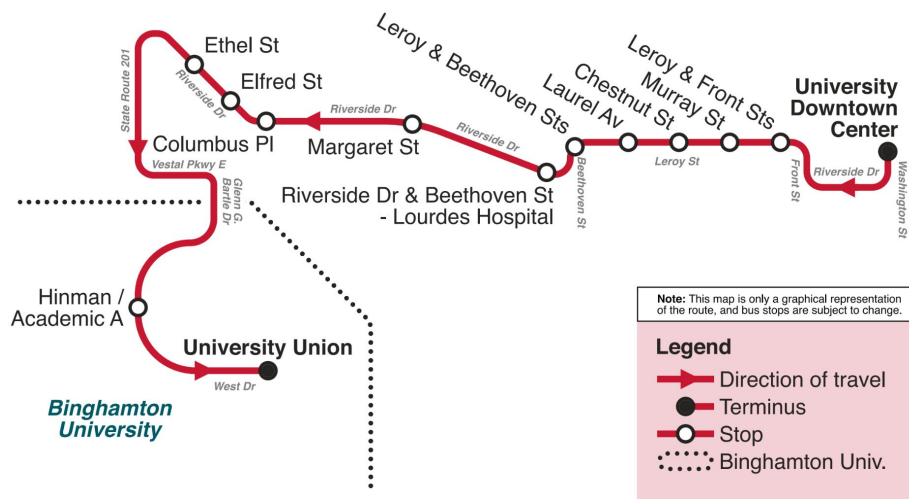 Ethel St
Elfred St
Columbus Pl
Margaret St
Riverside Dr & Beethoven St
- Lourdes Hospital
Leroy & Beethoven Sts
Laurel Av
Chestnut St
Murray St
Leroy & Front Sts
University
Downtown
Center
State Route 201
Riverside Dr
Riverside Dr
Riverside Dr
Beethoven St
Leroy St
Front St
Riverside Dr
Washington St
Vestal Pkwy E
Glenn G.
Bartle Dr
Hinman /
Academic A
University Union
West Dr
Binghamton
University
Note: This map is only a graphical representation
of the route, and bus stops are subject to change.
Legend
Direction of travel
Terminus
Stop
Binghamton Univ.